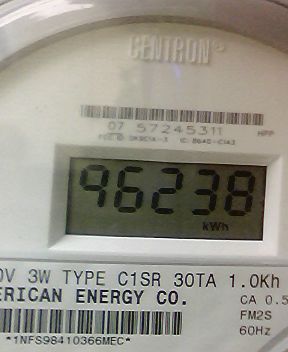 CENTRON®
07 57245311 HPP
96238
kWh
0V 3W TYPE C1SR 30TA 1.0Kh
ERICAN ENERGY CO.
CA 0.5
FM2S
60Hz
*1NFS98410366MEC*